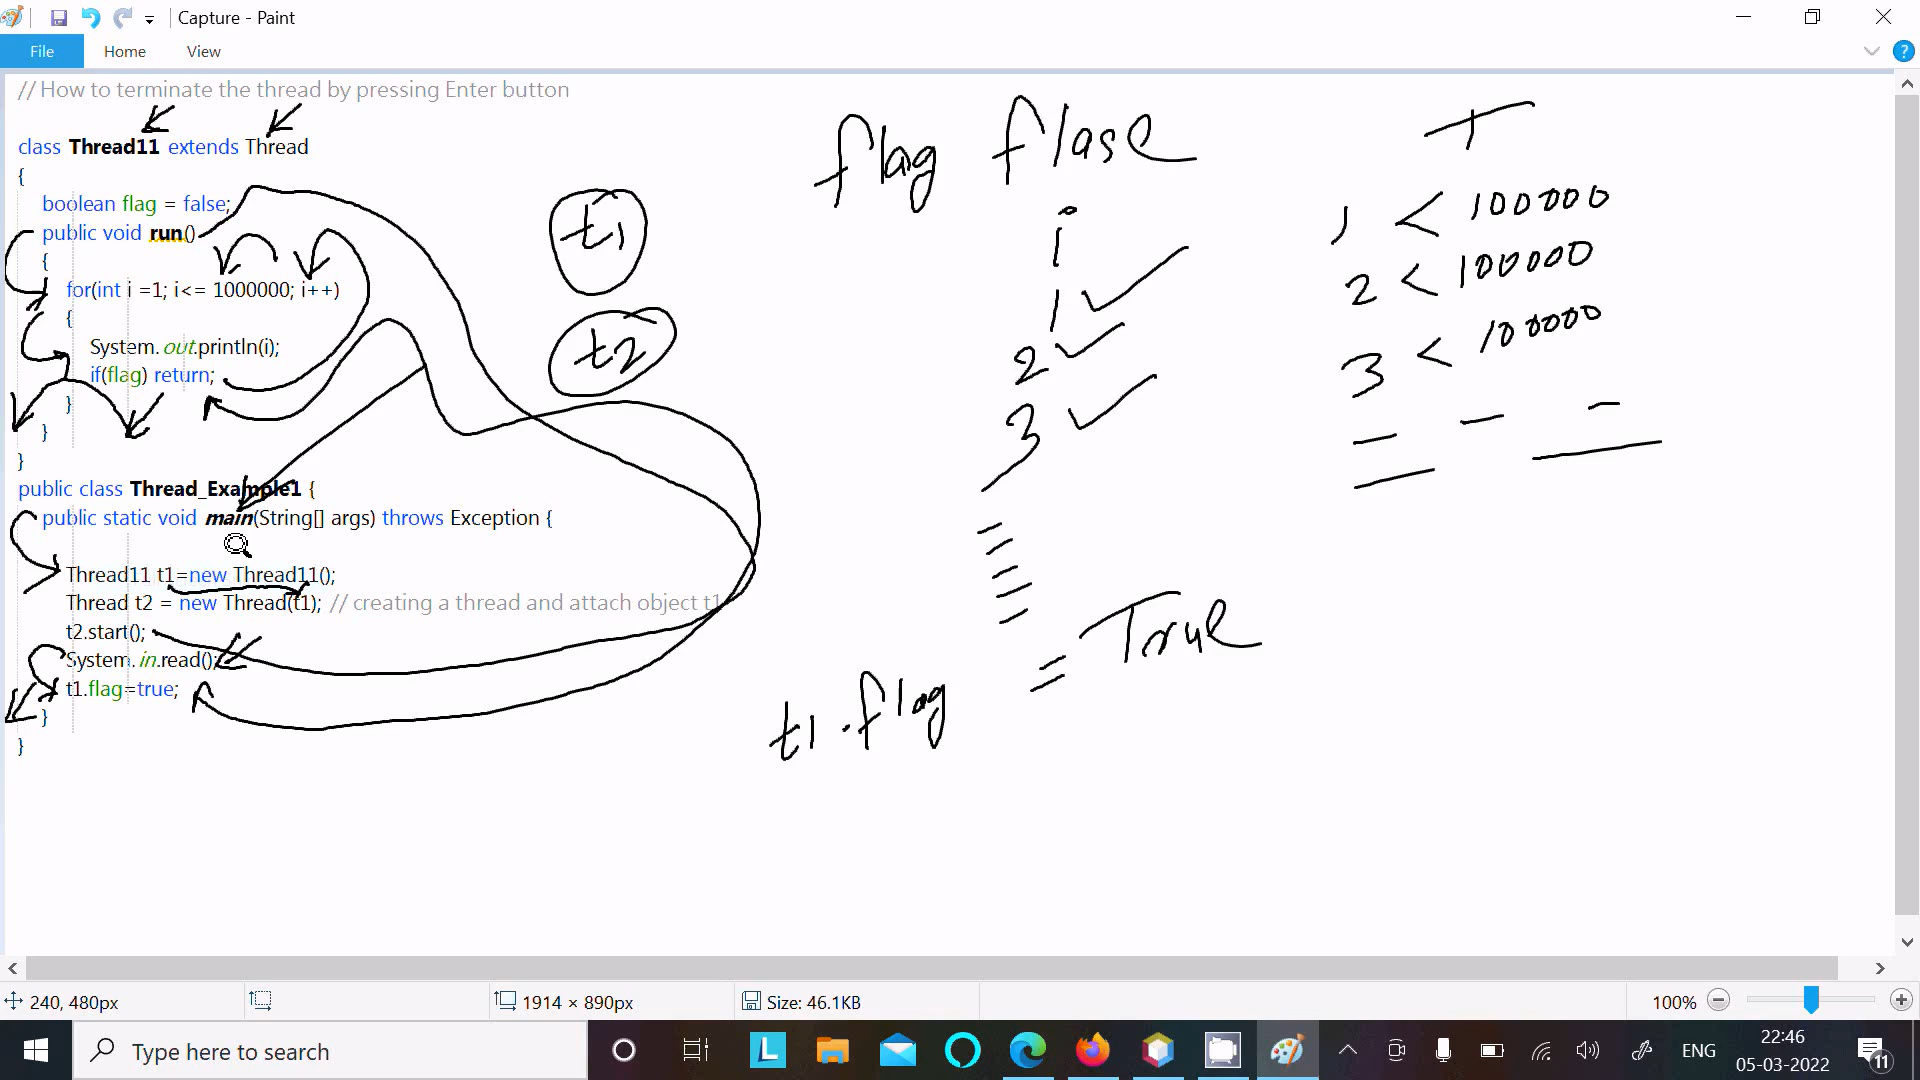 Capture - Paint
File Home View
// How to terminate the thread by pressing Enter button
class Thread11 extends Thread
{
boolean flag = false;
public void run()
{
for(int i =1; i<= 1000000; i++)
{
System.out.println(i);
if(flag) return;
}
}
}
public class Thread_Example1 {
public static void main(String[] args) throws Exception {
Thread11 t1=new Thread11();
Thread t2 = new Thread(t1); // creating a thread and attach object t1
t2.start();
System.in.read();
t1.flag=true;
}
}
t1
t2
flag flase
i
1
2
3
t1.flag = True
T
1 < 100000
2 < 100000
3 < 100000
240, 480px
1914 × 890px
Size: 46.1KB
100%
Type here to search
L
ENG
22:46
05-03-2022
11